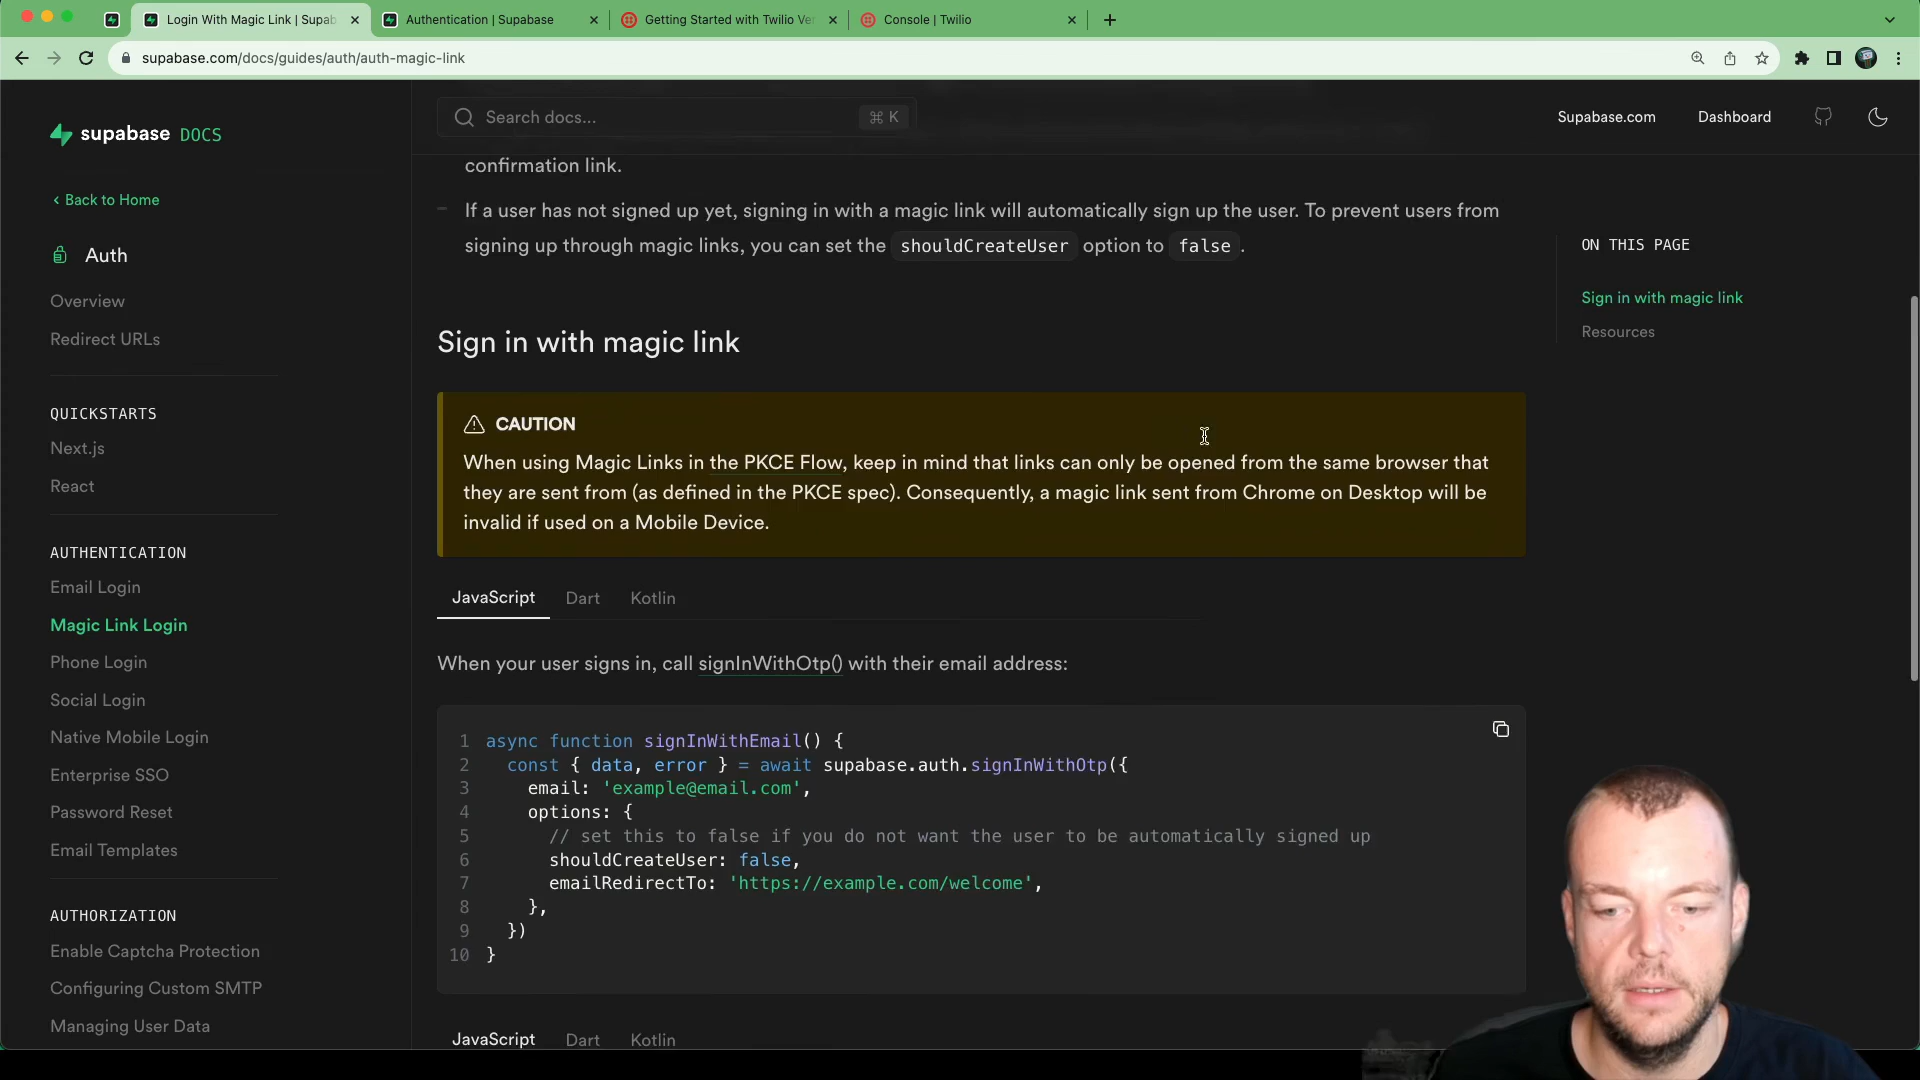 Login With Magic Link | Supab
Authentication | Supabase
Getting Started with Twilio Ve
Console | Twilio
supabase.com/docs/guides/auth/auth-magic-link
supabase DOCS
Search docs...
⌘ K
Supabase.com
Dashboard
< Back to Home
Auth
Overview
Redirect URLs
QUICKSTARTS
Next.js
React
AUTHENTICATION
Email Login
Magic Link Login
Phone Login
Social Login
Native Mobile Login
Enterprise SSO
Password Reset
Email Templates
AUTHORIZATION
Enable Captcha Protection
Configuring Custom SMTP
Managing User Data
confirmation link.
If a user has not signed up yet, signing in with a magic link will automatically sign up the user. To prevent users from
signing up through magic links, you can set the shouldCreateUser option to false .
Sign in with magic link
CAUTION
When using Magic Links in the PKCE Flow, keep in mind that links can only be opened from the same browser that
they are sent from (as defined in the PKCE spec). Consequently, a magic link sent from Chrome on Desktop will be
invalid if used on a Mobile Device.
JavaScript Dart Kotlin
When your user signs in, call signInWithOtp() with their email address:
1 async function signInWithEmail() {
2 const { data, error } = await supabase.auth.signInWithOtp({
3 email: 'example@email.com',
4 options: {
5 // set this to false if you do not want the user to be automatically signed up
6 shouldCreateUser: false,
7 emailRedirectTo: 'https://example.com/welcome',
8 },
9 })
10 }
JavaScript Dart Kotlin
ON THIS PAGE
Sign in with magic link
Resources